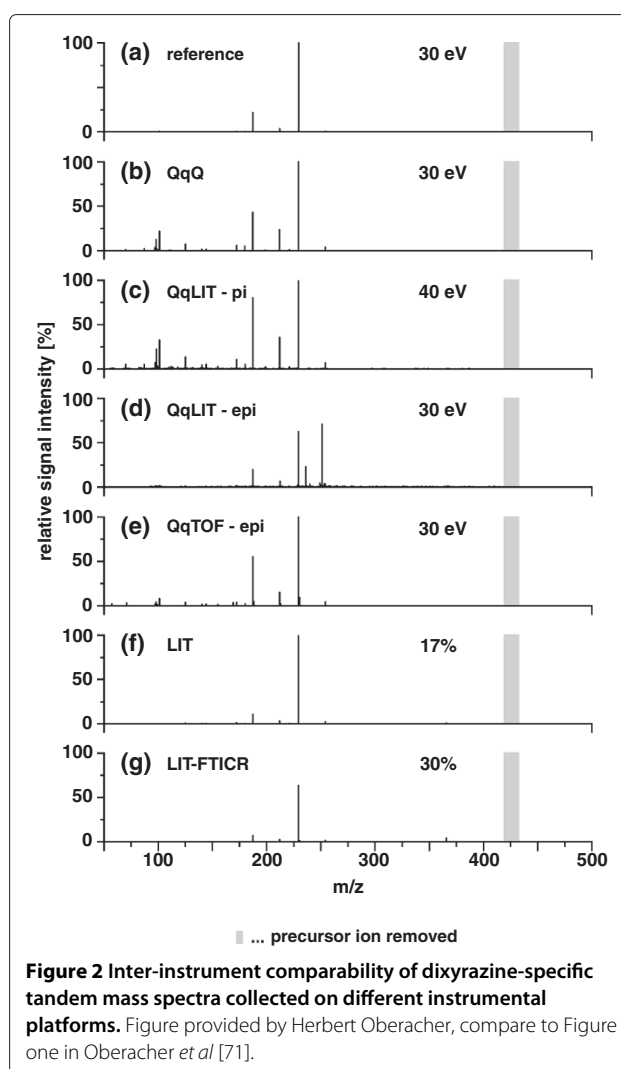 relative signal intensity [%]
(a) reference 30 eV
100
50
0
(b) QqQ 30 eV
100
50
0
(c) QqLIT - pi 40 eV
100
50
0
(d) QqLIT - epi 30 eV
100
50
0
(e) QqTOF - epi 30 eV
100
50
0
(f) LIT 17%
100
50
0
(g) LIT-FTICR 30%
100
50
0
100 200 300 400 500
m/z
... precursor ion removed
Figure 2 Inter-instrument comparability of dixyrazine-specific
tandem mass spectra collected on different instrumental
platforms. Figure provided by Herbert Oberacher, compare to Figure
one in Oberacher et al [71].